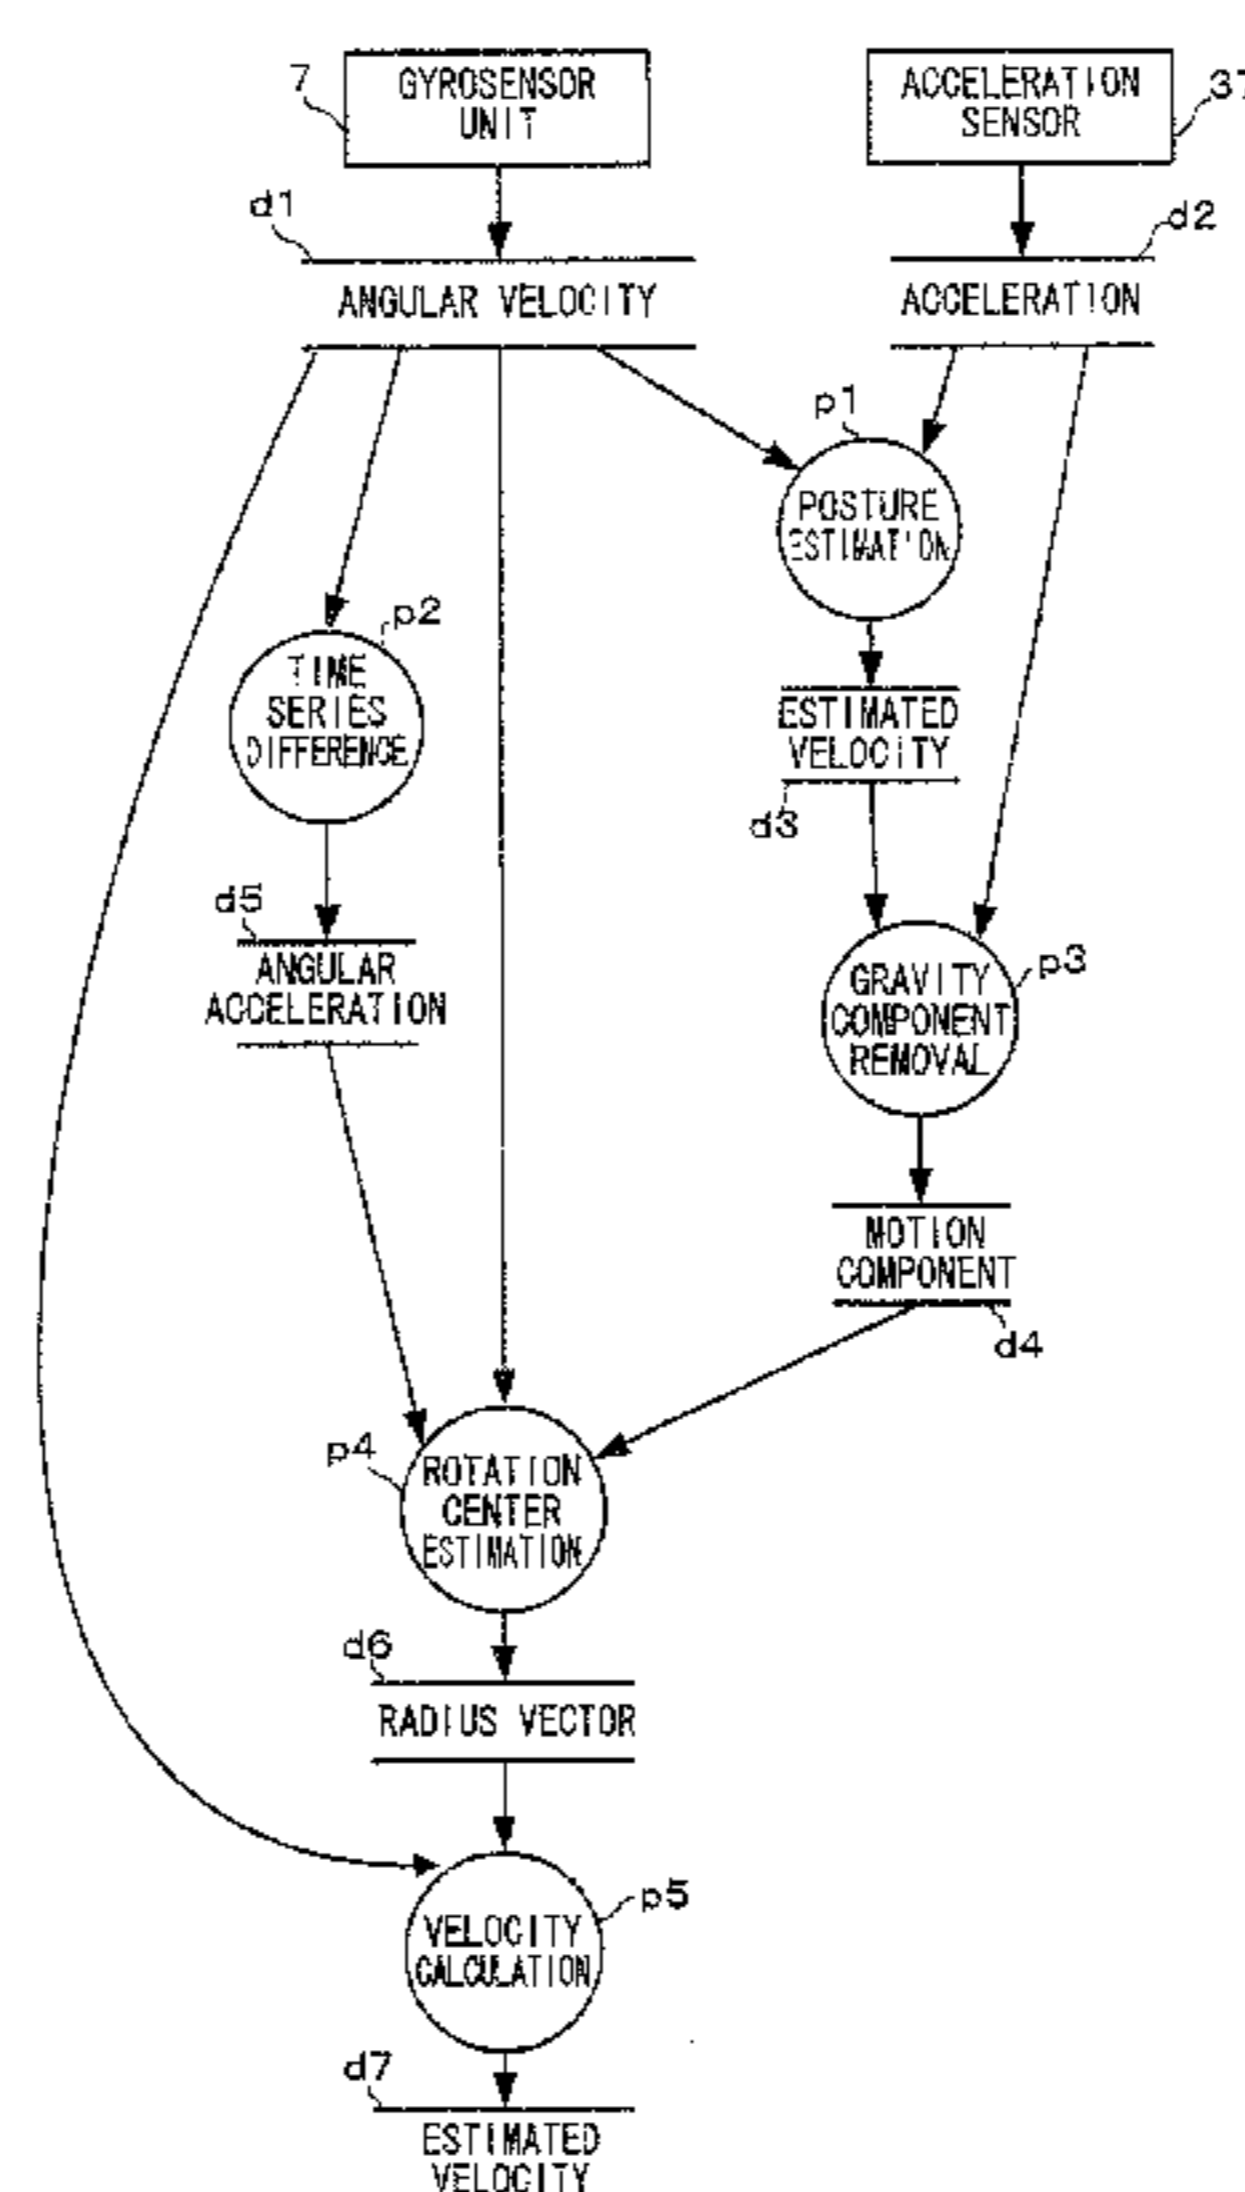 7
GYROSENSOR
UNIT
ACCELERATION
SENSOR
37
d1
d2
ANGULAR VELOCITY
ACCELERATION
p1
POSTURE
ESTIMATION
p2
TIME
SERIES
DIFFERENCE
ESTIMATED
VELOCITY
d3
d5
ANGULAR
ACCELERATION
GRAVITY
COMPONENT
REMOVAL
p3
MOTION
COMPONENT
d4
p4
ROTATION
CENTER
ESTIMATION
d6
RADIUS VECTOR
p5
VELOCITY
CALCULATION
d7
ESTIMATED
VELOCITY